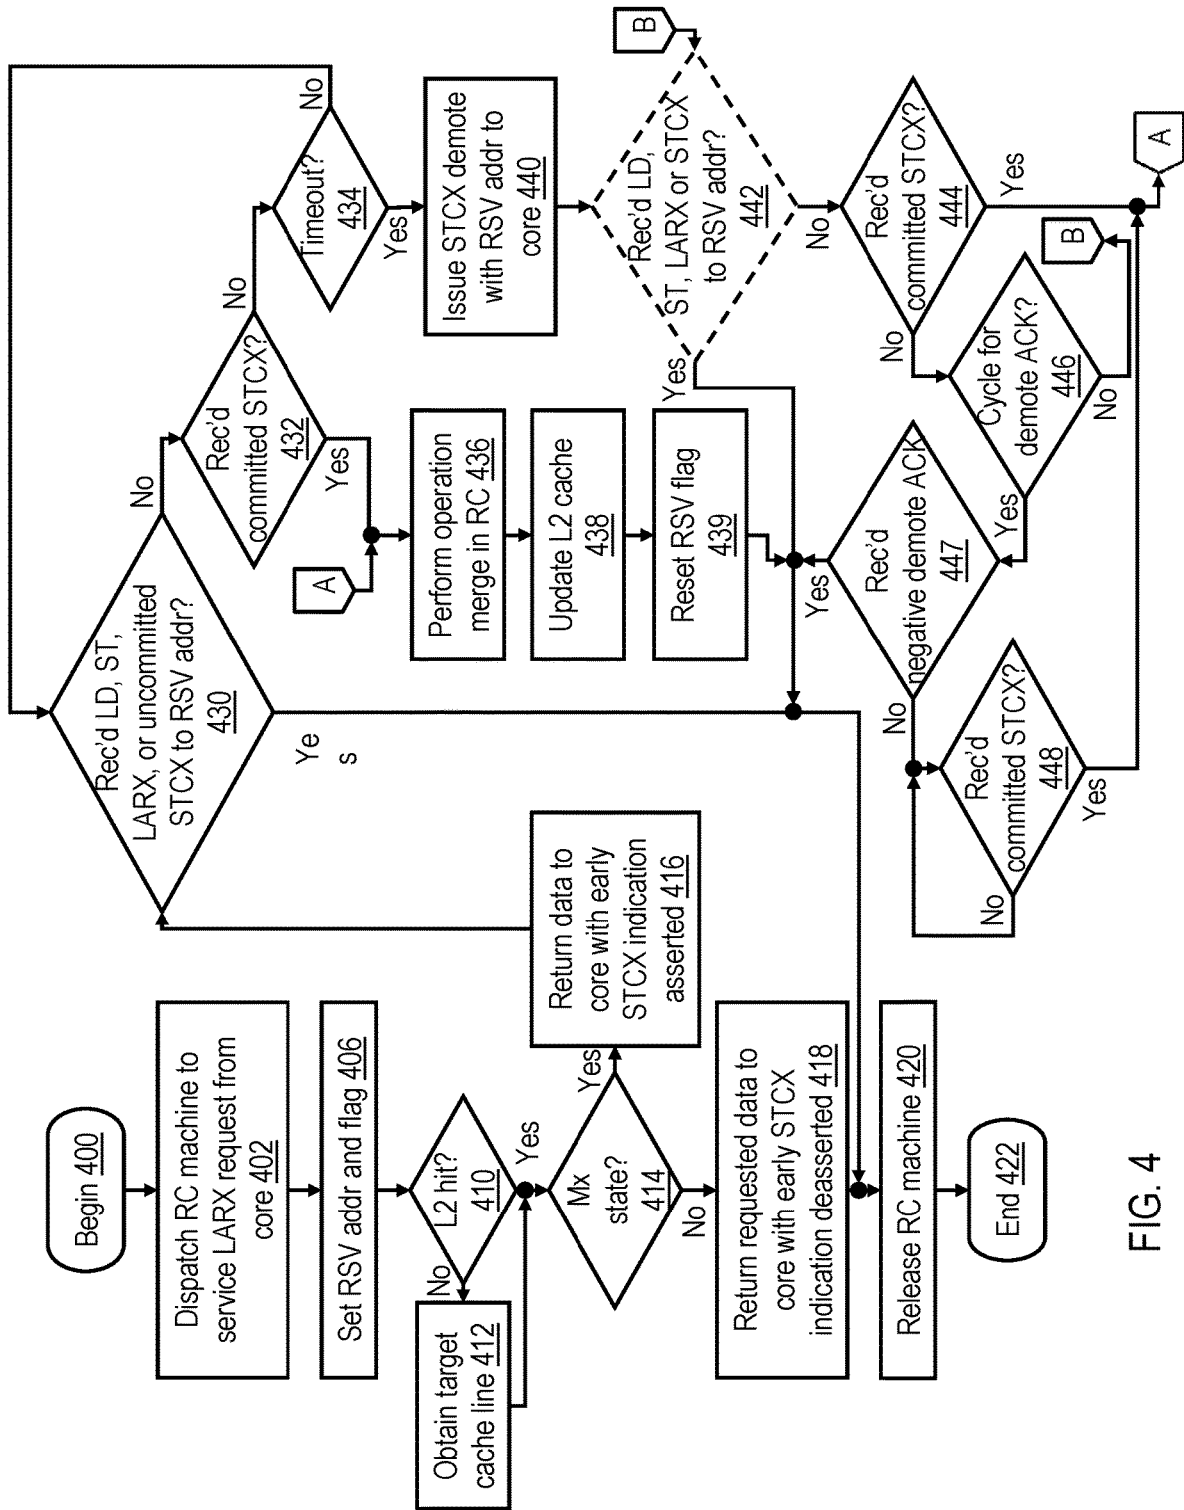 Begin 400
Dispatch RC machine to
service LARX request from
core 402
Set RSV addr and flag 406
L2 hit?
410
No
Yes
Obtain target
cache line 412
Mx
state?
414
Yes
No
Return data to
core with early
STCX indication
asserted 416
Return requested data to
core with early STCX
indication deasserted 418
Release RC machine 420
End 422
Rec'd LD, ST,
LARX, or uncommitted
STCX to RSV addr?
430
No
Ye
s
Rec'd
committed STCX?
432
No
Yes
Timeout?
434
No
Yes
A
Perform operation
merge in RC 436
Update L2 cache
438
Reset RSV flag
439
Issue STCX demote
with RSV addr to
core 440
B
Rec'd LD,
ST, LARX or STCX
to RSV addr?
442
Yes
No
Rec'd
committed STCX?
444
No
Yes
Cycle for
demote ACK?
446
Yes
No
B
Rec'd
negative demote ACK
447
Yes
No
Rec'd
committed STCX?
448
No
Yes
A
FIG. 4